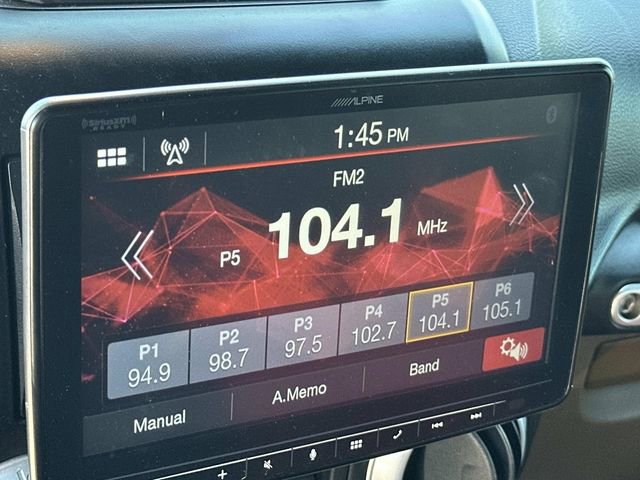 ((SiriusXM))
READY
ALPINE
1:45 PM
FM2
104.1 MHz
P5
P1 P2 P3 P4 P5 P6
94.9 98.7 97.5 102.7 104.1 105.1
Manual A.Memo Band